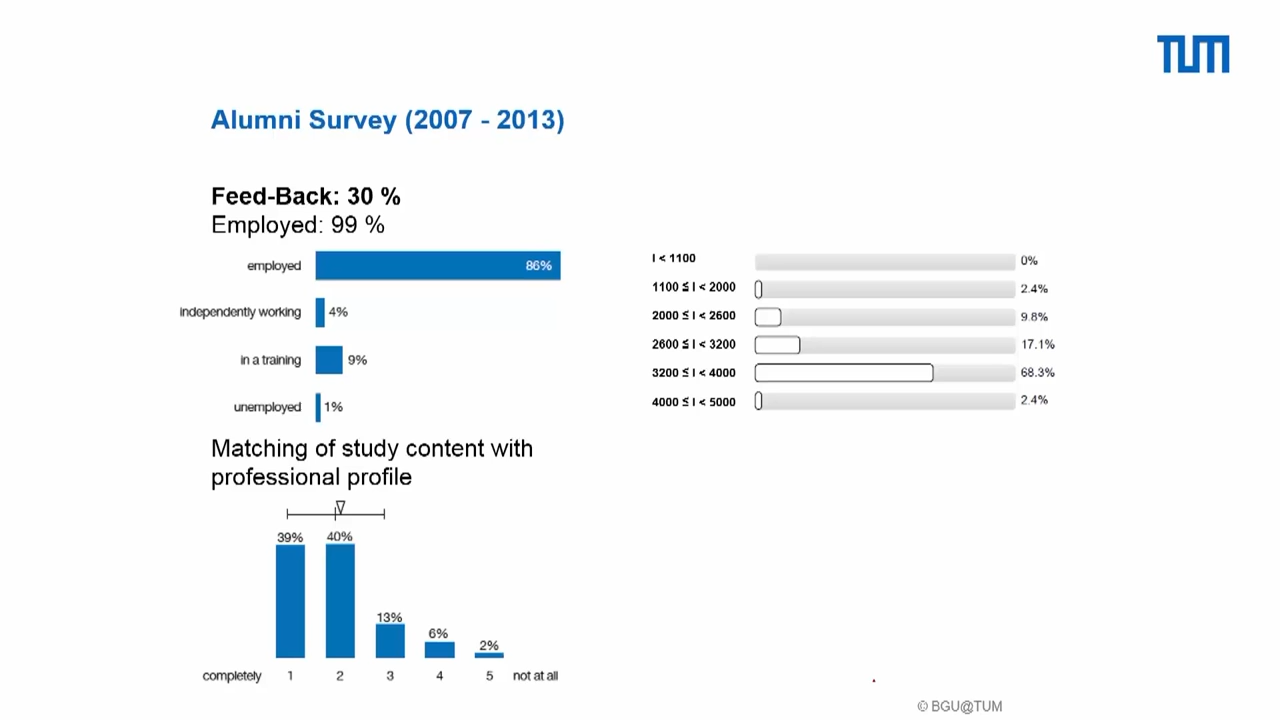 TUM
Alumni Survey (2007 - 2013)
Feed-Back: 30 %
Employed: 99 %
employed 86%
independently working 4%
in a training 9%
unemployed 1%
I < 1100 0%
1100 ≦ I < 2000 2.4%
2000 ≦ I < 2600 9.8%
2600 ≦ I < 3200 17.1%
3200 ≦ I < 4000 68.3%
4000 ≦ I < 5000 2.4%
Matching of study content with
professional profile
39% 40% 13% 6% 2%
completely 1 2 3 4 5 not at all
© BGU@TUM